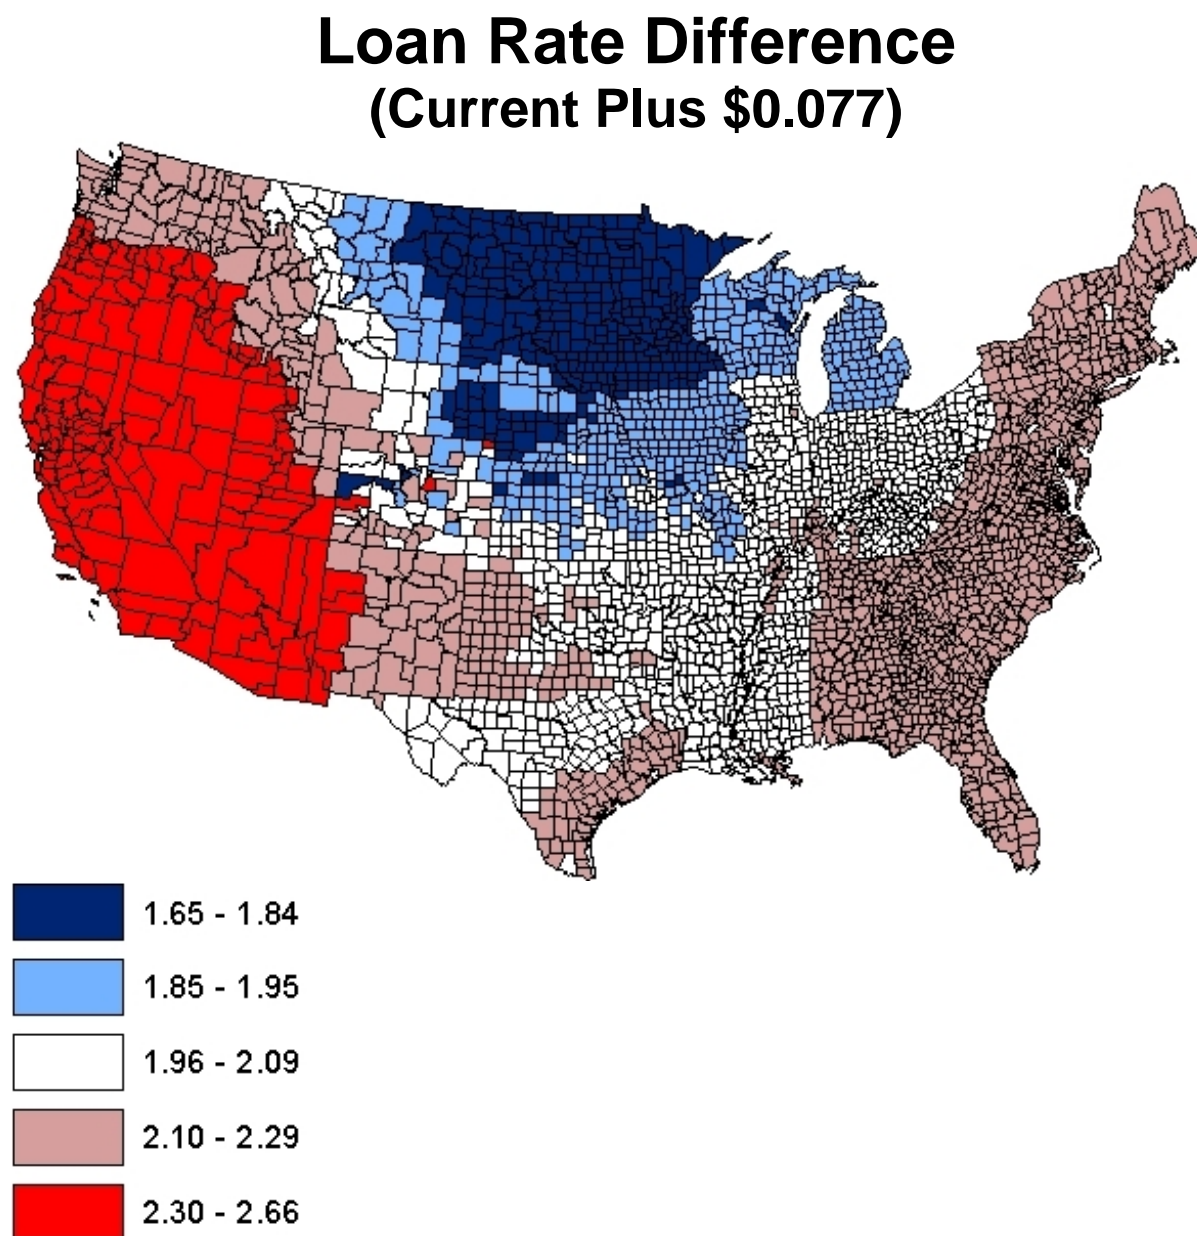 Loan Rate Difference
(Current Plus $0.077)
1.65 - 1.84
1.85 - 1.95
1.96 - 2.09
2.10 - 2.29
2.30 - 2.66